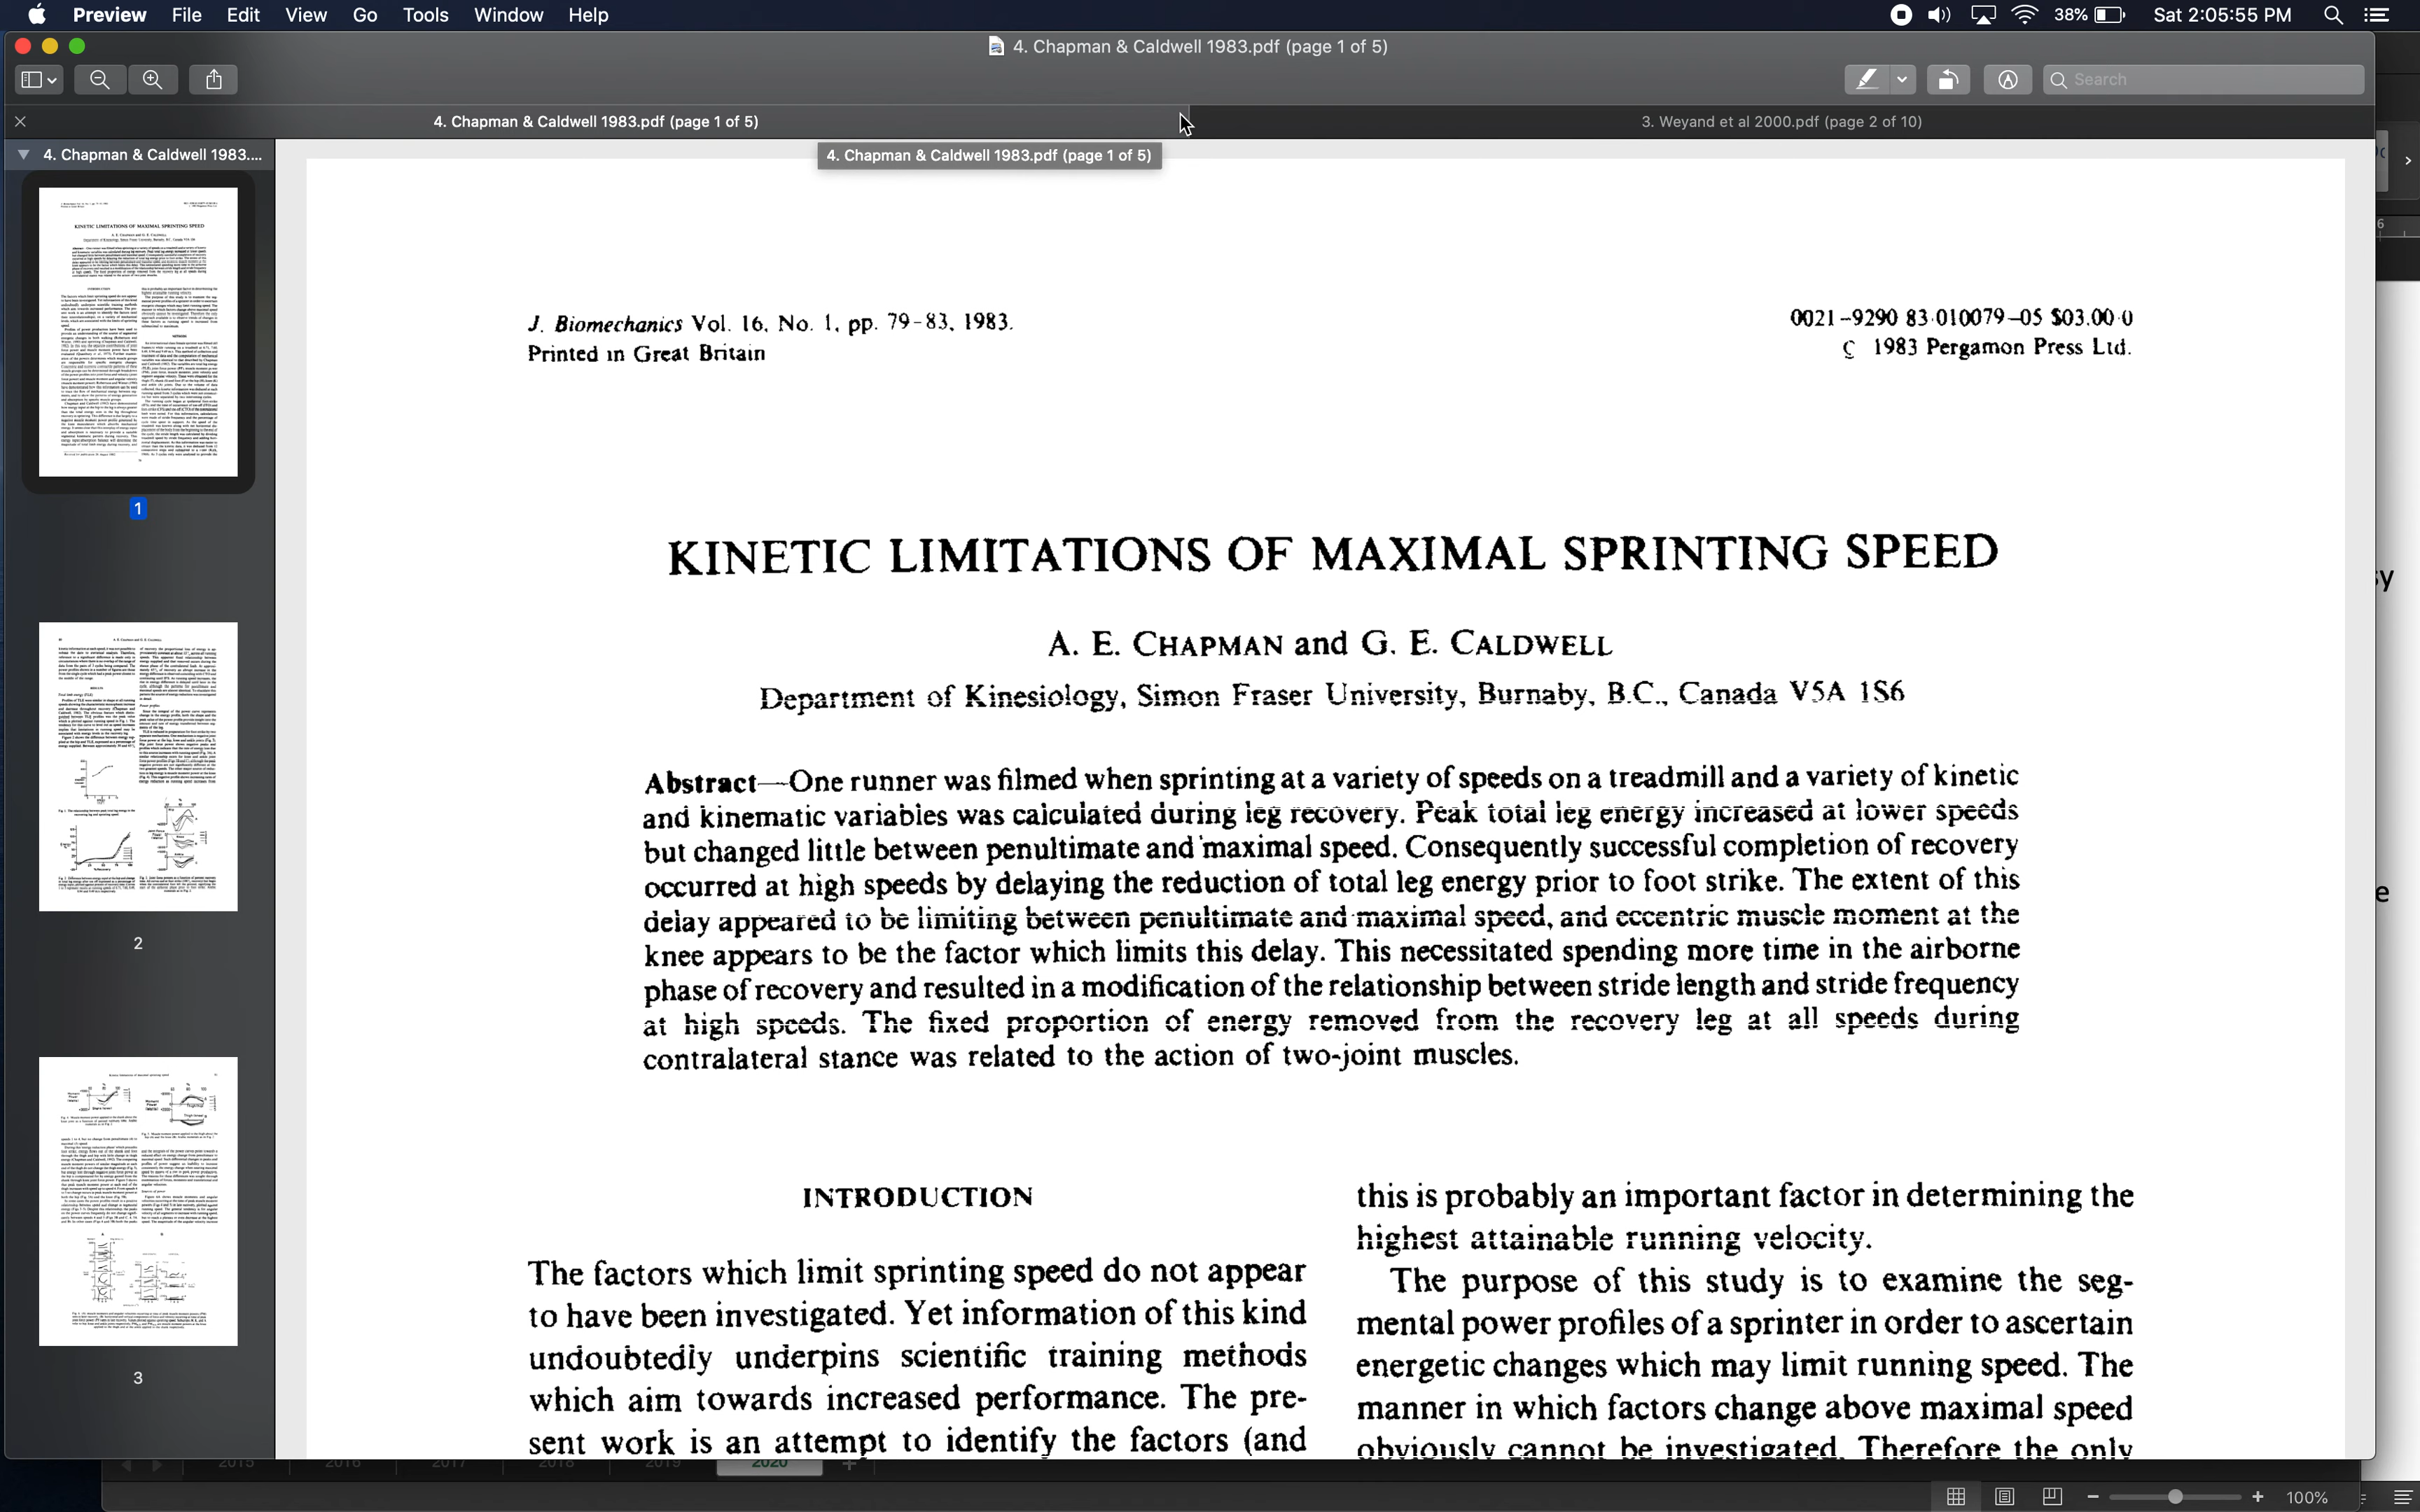 Preview File Edit View Go Tools Window Help 38% Sat 2:05:55 PM
4. Chapman & Caldwell 1983.pdf (page 1 of 5)
Search
4. Chapman & Caldwell 1983.pdf (page 1 of 5)
3. Weyand et al 2000.pdf (page 2 of 10)
4. Chapman & Caldwell 1983....
4. Chapman & Caldwell 1983.pdf (page 1 of 5)
1
2
3
J. Biomechanics Vol. 16, No. 1, pp. 79-83, 1983.
Printed in Great Britain
0021-9290 83·010079-05 $03.00·0
1983 Pergamon Press Ltd.
KINETIC LIMITATIONS OF MAXIMAL SPRINTING SPEED
A. E. CHAPMAN and G. E. CALDWELL
Department of Kinesiology, Simon Fraser University, Burnaby, B.C., Canada V5A 1S6
Abstract—One runner was filmed when sprinting at a variety of speeds on a treadmill and a variety of kinetic
and kinematic variables was calculated during leg recovery. Peak total leg energy increased at lower speeds
but changed little between penultimate and maximal speed. Consequently successful completion of recovery
occurred at high speeds by delaying the reduction of total leg energy prior to foot strike. The extent of this
delay appeared to be limiting between penultimate and maximal speed, and eccentric muscle moment at the
knee appears to be the factor which limits this delay. This necessitated spending more time in the airborne
phase of recovery and resulted in a modification of the relationship between stride length and stride frequency
at high speeds. The fixed proportion of energy removed from the recovery leg at all speeds during
contralateral stance was related to the action of two-joint muscles.
INTRODUCTION
The factors which limit sprinting speed do not appear
to have been investigated. Yet information of this kind
undoubtedly underpins scientific training methods
which aim towards increased performance. The pre-
sent work is an attempt to identify the factors (and
this is probably an important factor in determining the
highest attainable running velocity.
The purpose of this study is to examine the seg-
mental power profiles of a sprinter in order to ascertain
energetic changes which may limit running speed. The
manner in which factors change above maximal speed
obviously cannot be investigated. Therefore the only
2015 2016 2017 2018 2019 2020
100%